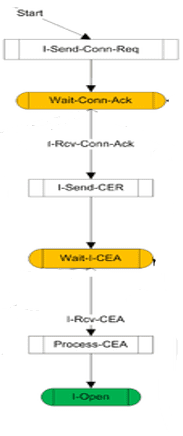 Start
I-Send-Conn-Req
Wait-Conn-Ack
I-Rcv-Conn-Ack
I-Send-CER
Wait-I-CEA
I-Rcv-CEA
Process-CEA
I-Open